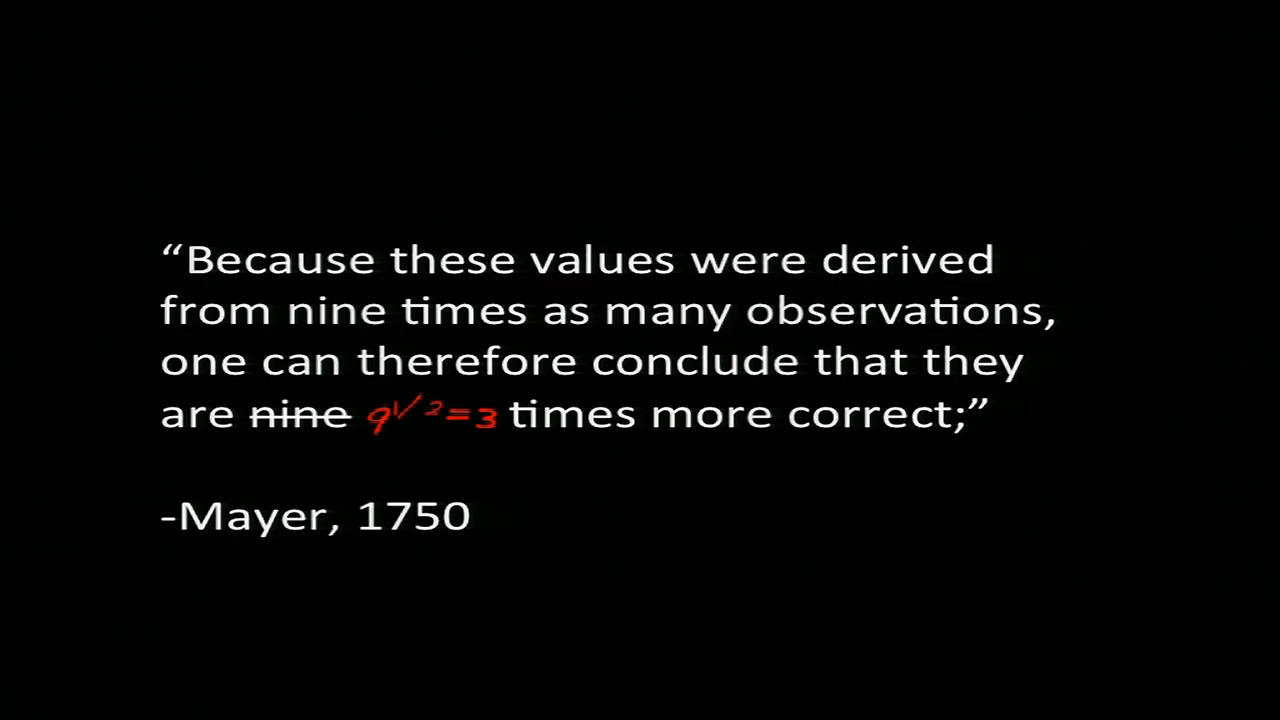 “Because these values were derived
from nine times as many observations,
one can therefore conclude that they
are nine 9^1/2=3 times more correct;”
-Mayer, 1750